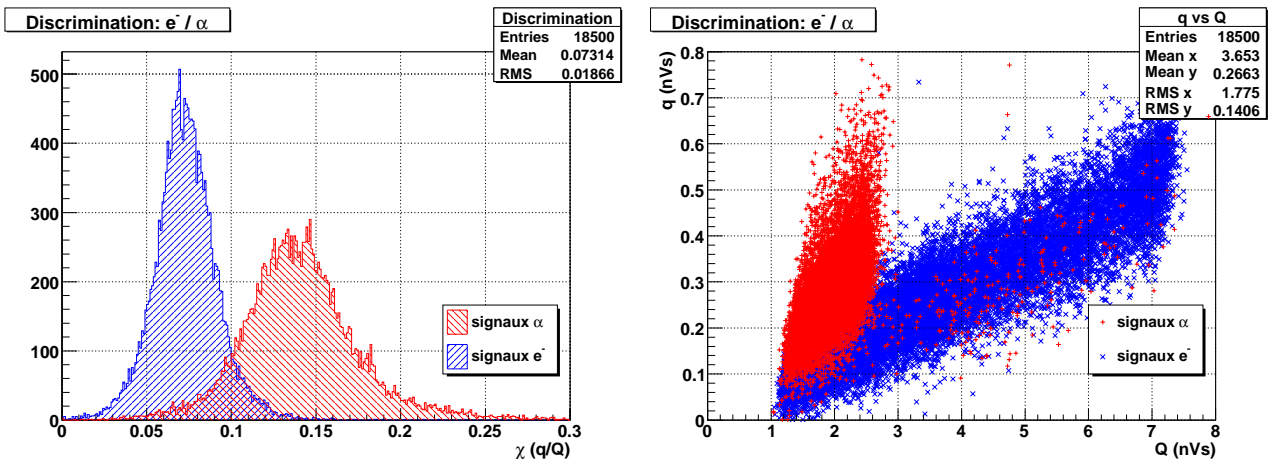 Discrimination: e⁻ / α
Discrimination
Entries 18500
Mean 0.07314
RMS 0.01866
500
400
300
200
100
0
signaux α
signaux e⁻
0 0.05 0.1 0.15 0.2 0.25 0.3
χ (q/Q)
Discrimination: e⁻ / α
q vs Q
Entries 18500
Mean x 3.653
Mean y 0.2663
RMS x 1.775
RMS y 0.1406
q (nVs)
0.8
0.7
0.6
0.5
0.4
0.3
0.2
0.1
0
signaux α
signaux e⁻
0 1 2 3 4 5 6 7 8
Q (nVs)